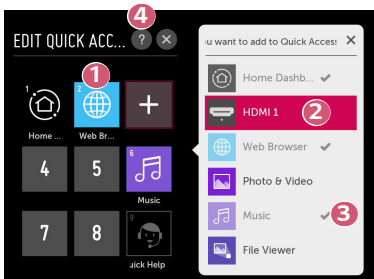 4
EDIT QUICK ACC... ? ×
u want to add to Quick Access ×
1
1 2
Home ... Web Br... +
4 5 6
Music
7 8 9
uick Help
Home Dashb... ✔
HDMI 1 2
Web Browser ✔
Photo & Video
Music ✔ 3
File Viewer